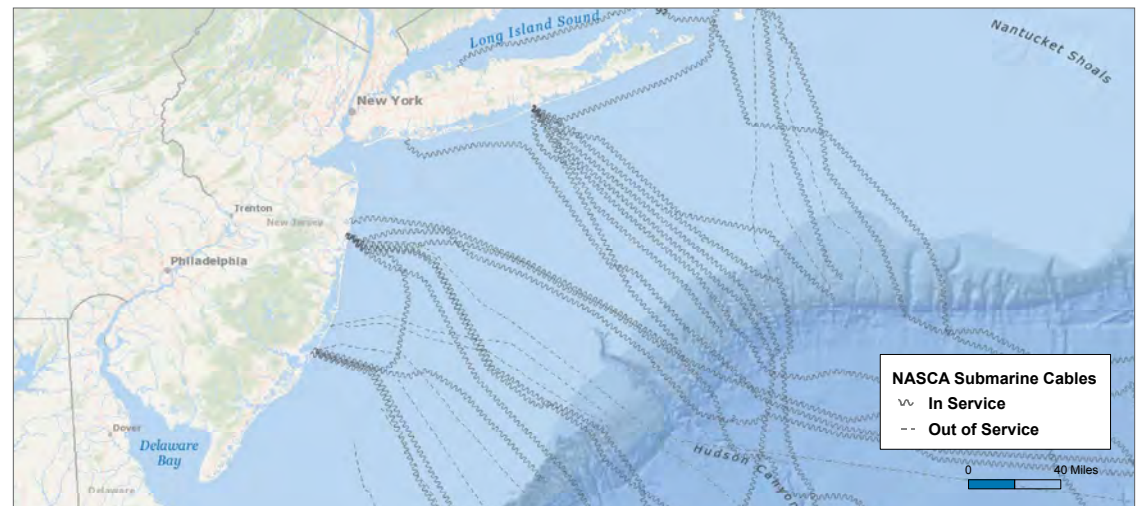 Long Island Sound
Nantucket Shoals
New York
Trenton
New Jersey
Philadelphia
NASCA Submarine Cables
In Service
Out of Service
Dover
Delaware
Bay
Hudson Canyon
0 40 Miles
Delaware